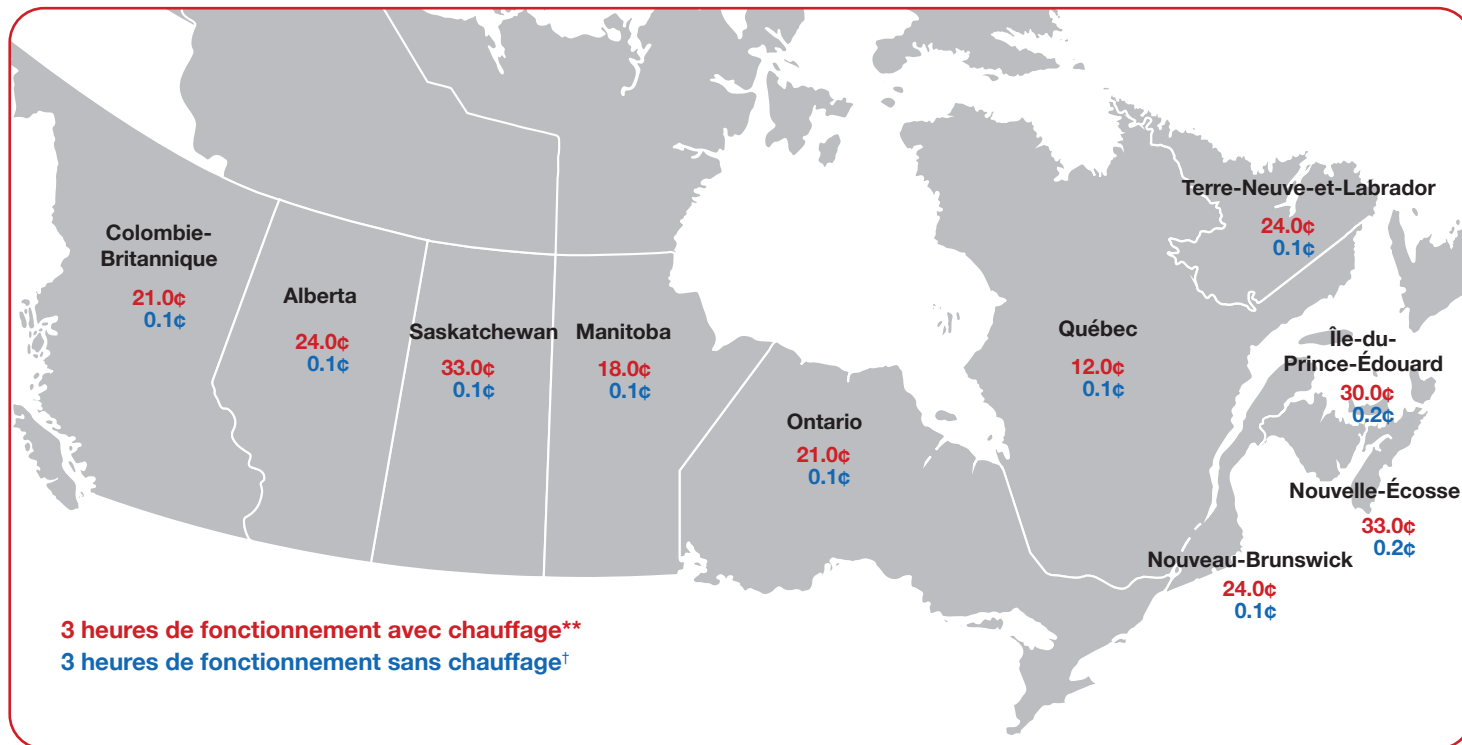 Colombie-
Britannique
21.0¢
0.1¢
Alberta
24.0¢
0.1¢
Saskatchewan
33.0¢
0.1¢
Manitoba
18.0¢
0.1¢
Ontario
21.0¢
0.1¢
Québec
12.0¢
0.1¢
Terre-Neuve-et-Labrador
24.0¢
0.1¢
Île-du-
Prince-Édouard
30.0¢
0.2¢
Nouvelle-Écosse
33.0¢
0.2¢
Nouveau-Brunswick
24.0¢
0.1¢
3 heures de fonctionnement avec chauffage**
3 heures de fonctionnement sans chauffage†